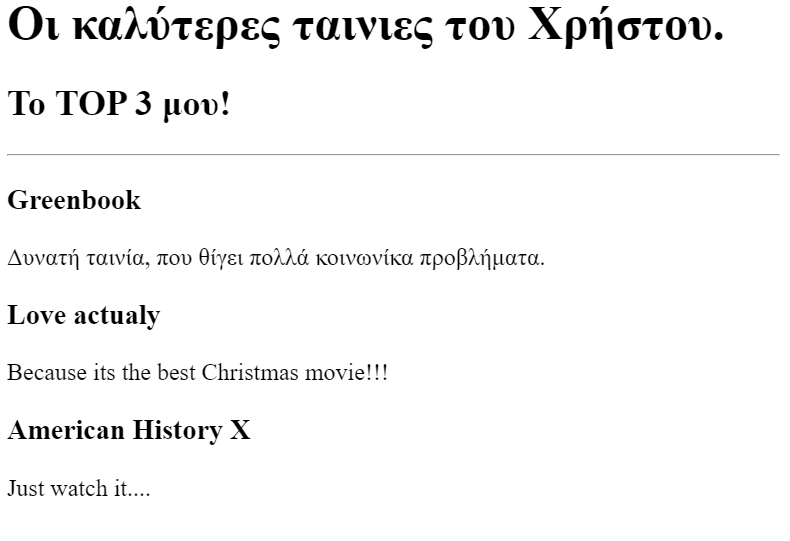 Οι καλύτερες ταινιες του Χρήστου.
Το TOP 3 μου!
Greenbook
Δυνατή ταινία, που θίγει πολλά κοινωνίκα προβλήματα.
Love actualy
Because its the best Christmas movie!!!
American History X
Just watch it....